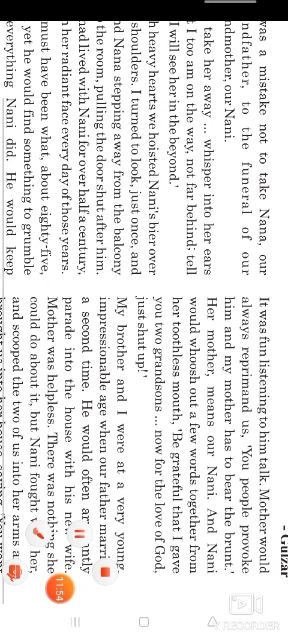 - Gulzar
was a mistake not to take Nana, our
ndfather, to the funeral of our
ndmother, our Nani.
take her away ... whisper into her ears
I too am on the way, not far behind; tell
I will see her in the beyond.'
h heavy hearts we hoisted Nani's bier over
shoulders. I turned to look, just once, and
nd Nana stepping away from the balcony
the room, pulling the door shut after him.
had lived with Nani for over half a century,
n her radiant face every day of those years.
must have been what, about eighty-five,
yet he would find something to grumble
everything Nani did. He would keep
It was fun listening to him talk. Mother would
always reprimand us, 'You people provoke
him and my mother has to bear the brunt.'
Her mother, means our Nani. And Nani
would whoosh out a few words together from
her toothless mouth, 'Be grateful that I gave
you two grandsons ... now for the love of God,
just shut up!'
My brother and I were at a very young,
impressionable age when our father marri
a second time. He would often ar ntly
parade into the house with his ne wife.
Mother was helpless. There was nothing she
could do about it, but Nani fought her,
and scooped the two of us into her arms a
11:54
RECORDER